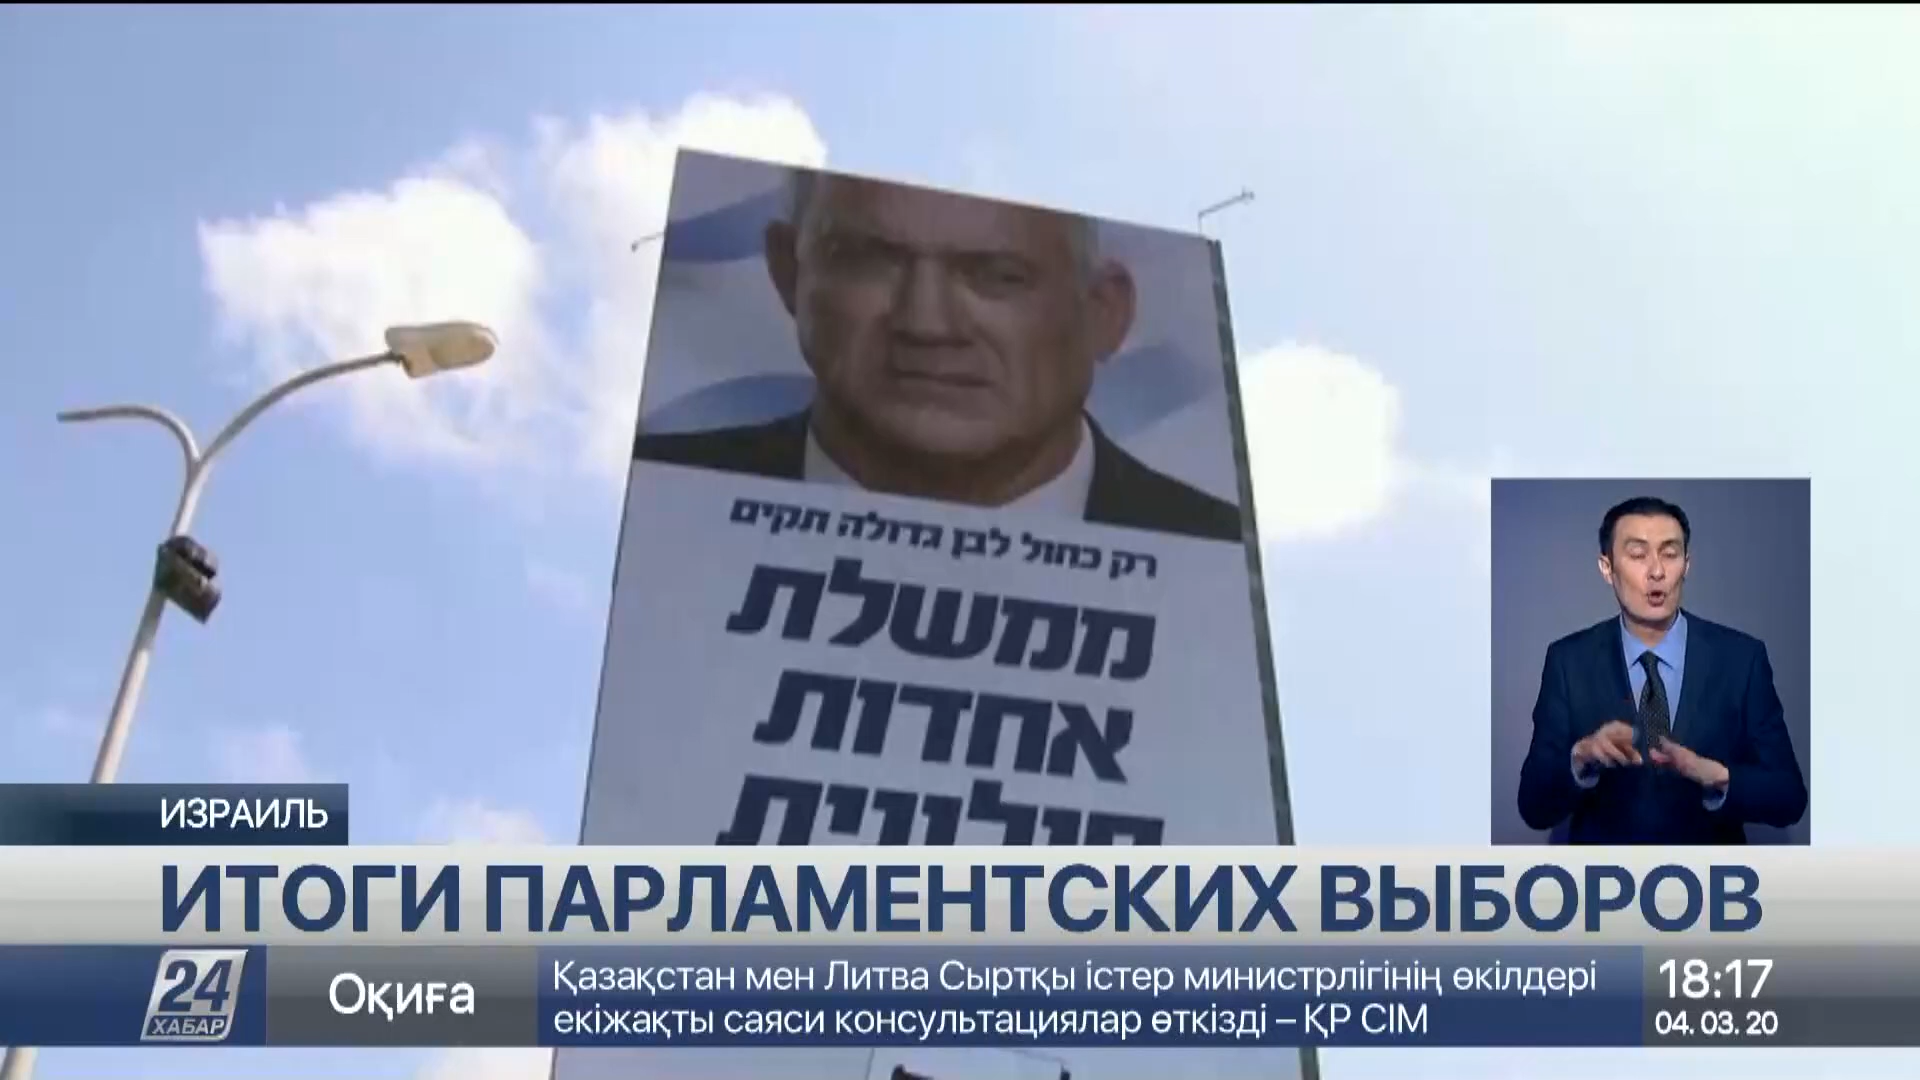 רק כחול לבן גדולה תקים
ממשלת
אחדות
חילונית
ИЗРАИЛЬ
ИТОГИ ПАРЛАМЕНТСКИХ ВЫБОРОВ
24
ХАБАР
Оқиға
Қазақстан мен Литва Сыртқы істер министрлігінің өкілдері
екіжақты саяси консультациялар өткізді – ҚР СІМ
18:17
04. 03. 20